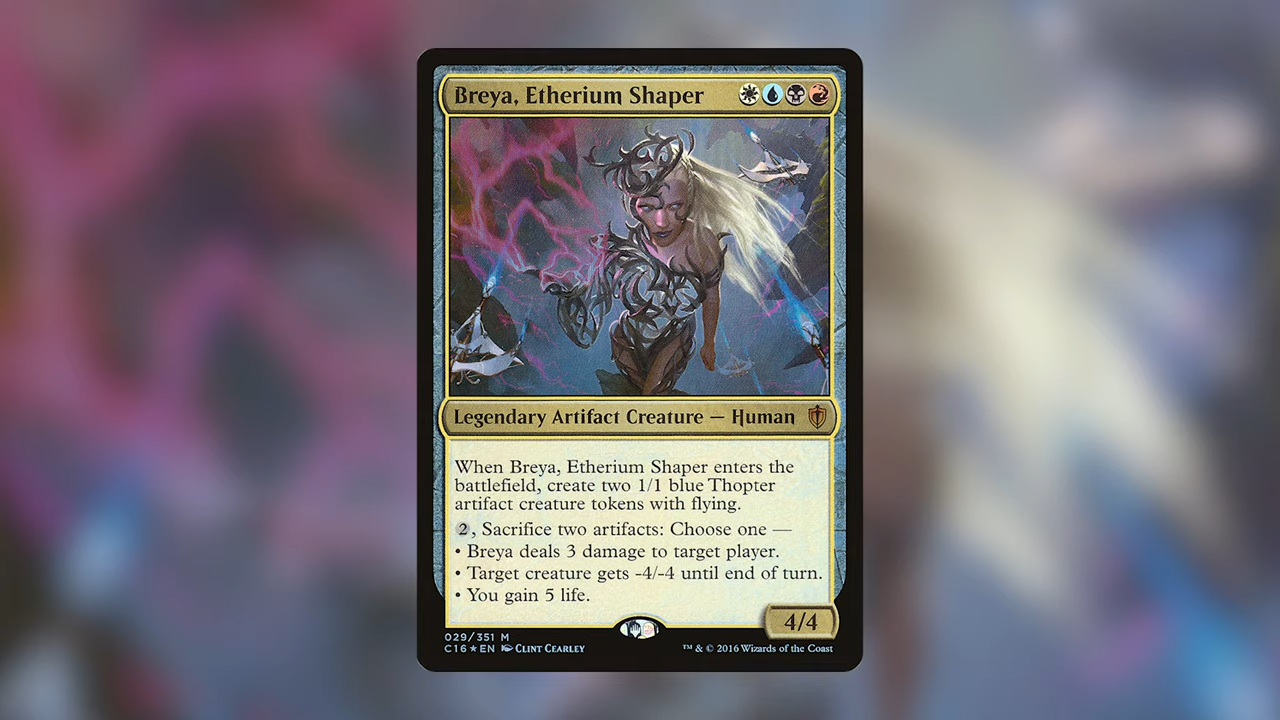 Breya, Etherium Shaper
Legendary Artifact Creature — Human
When Breya, Etherium Shaper enters the
battlefield, create two 1/1 blue Thopter
artifact creature tokens with flying.
2, Sacrifice two artifacts: Choose one —
• Breya deals 3 damage to target player.
• Target creature gets -4/-4 until end of turn.
• You gain 5 life.
4/4
029/351 M
C16★EN CLINT CEARLEY
™ & © 2016 Wizards of the Coast